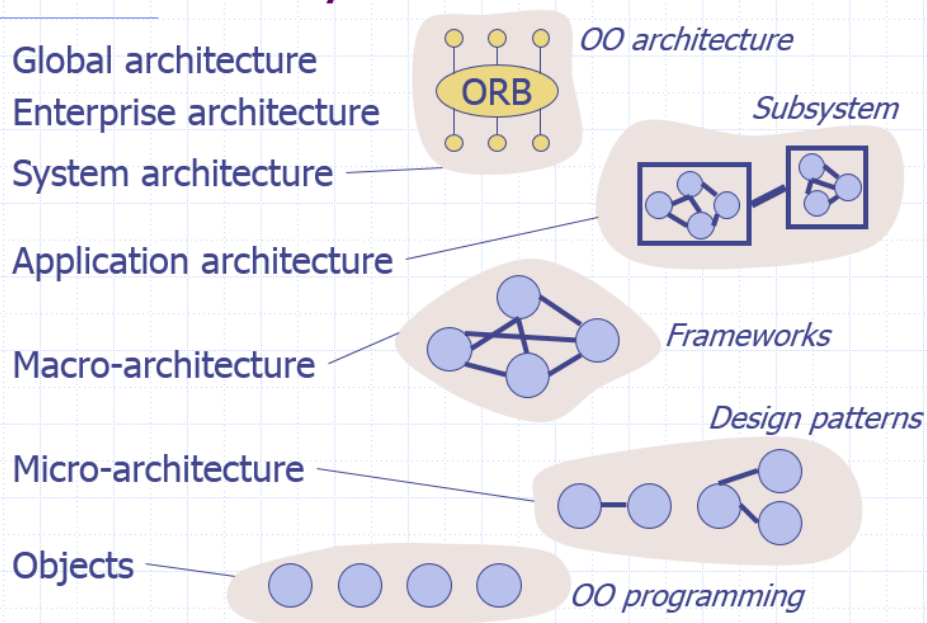 Global architecture
OO architecture
ORB
Enterprise architecture
Subsystem
System architecture
Application architecture
Frameworks
Macro-architecture
Design patterns
Micro-architecture
Objects
OO programming